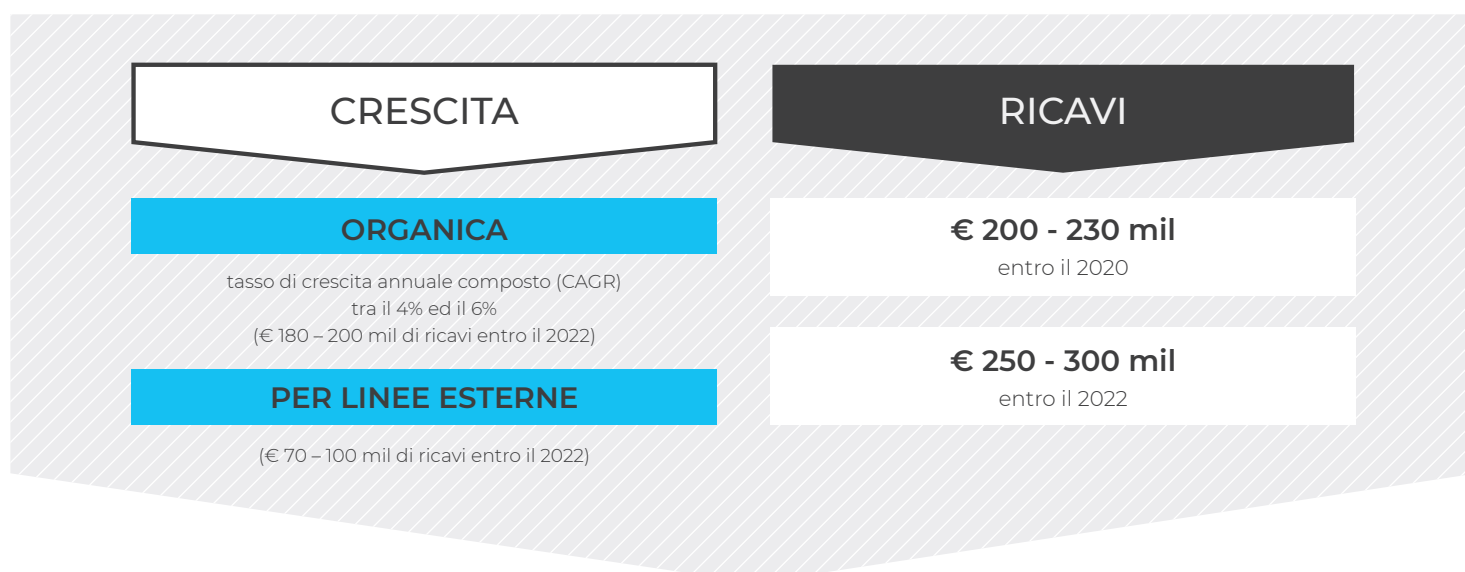 CRESCITA
ORGANICA
tasso di crescita annuale composto (CAGR)
tra il 4% ed il 6%
(€ 180 – 200 mil di ricavi entro il 2022)
PER LINEE ESTERNE
(€ 70 – 100 mil di ricavi entro il 2022)
RICAVI
€ 200 - 230 mil
entro il 2020
€ 250 - 300 mil
entro il 2022